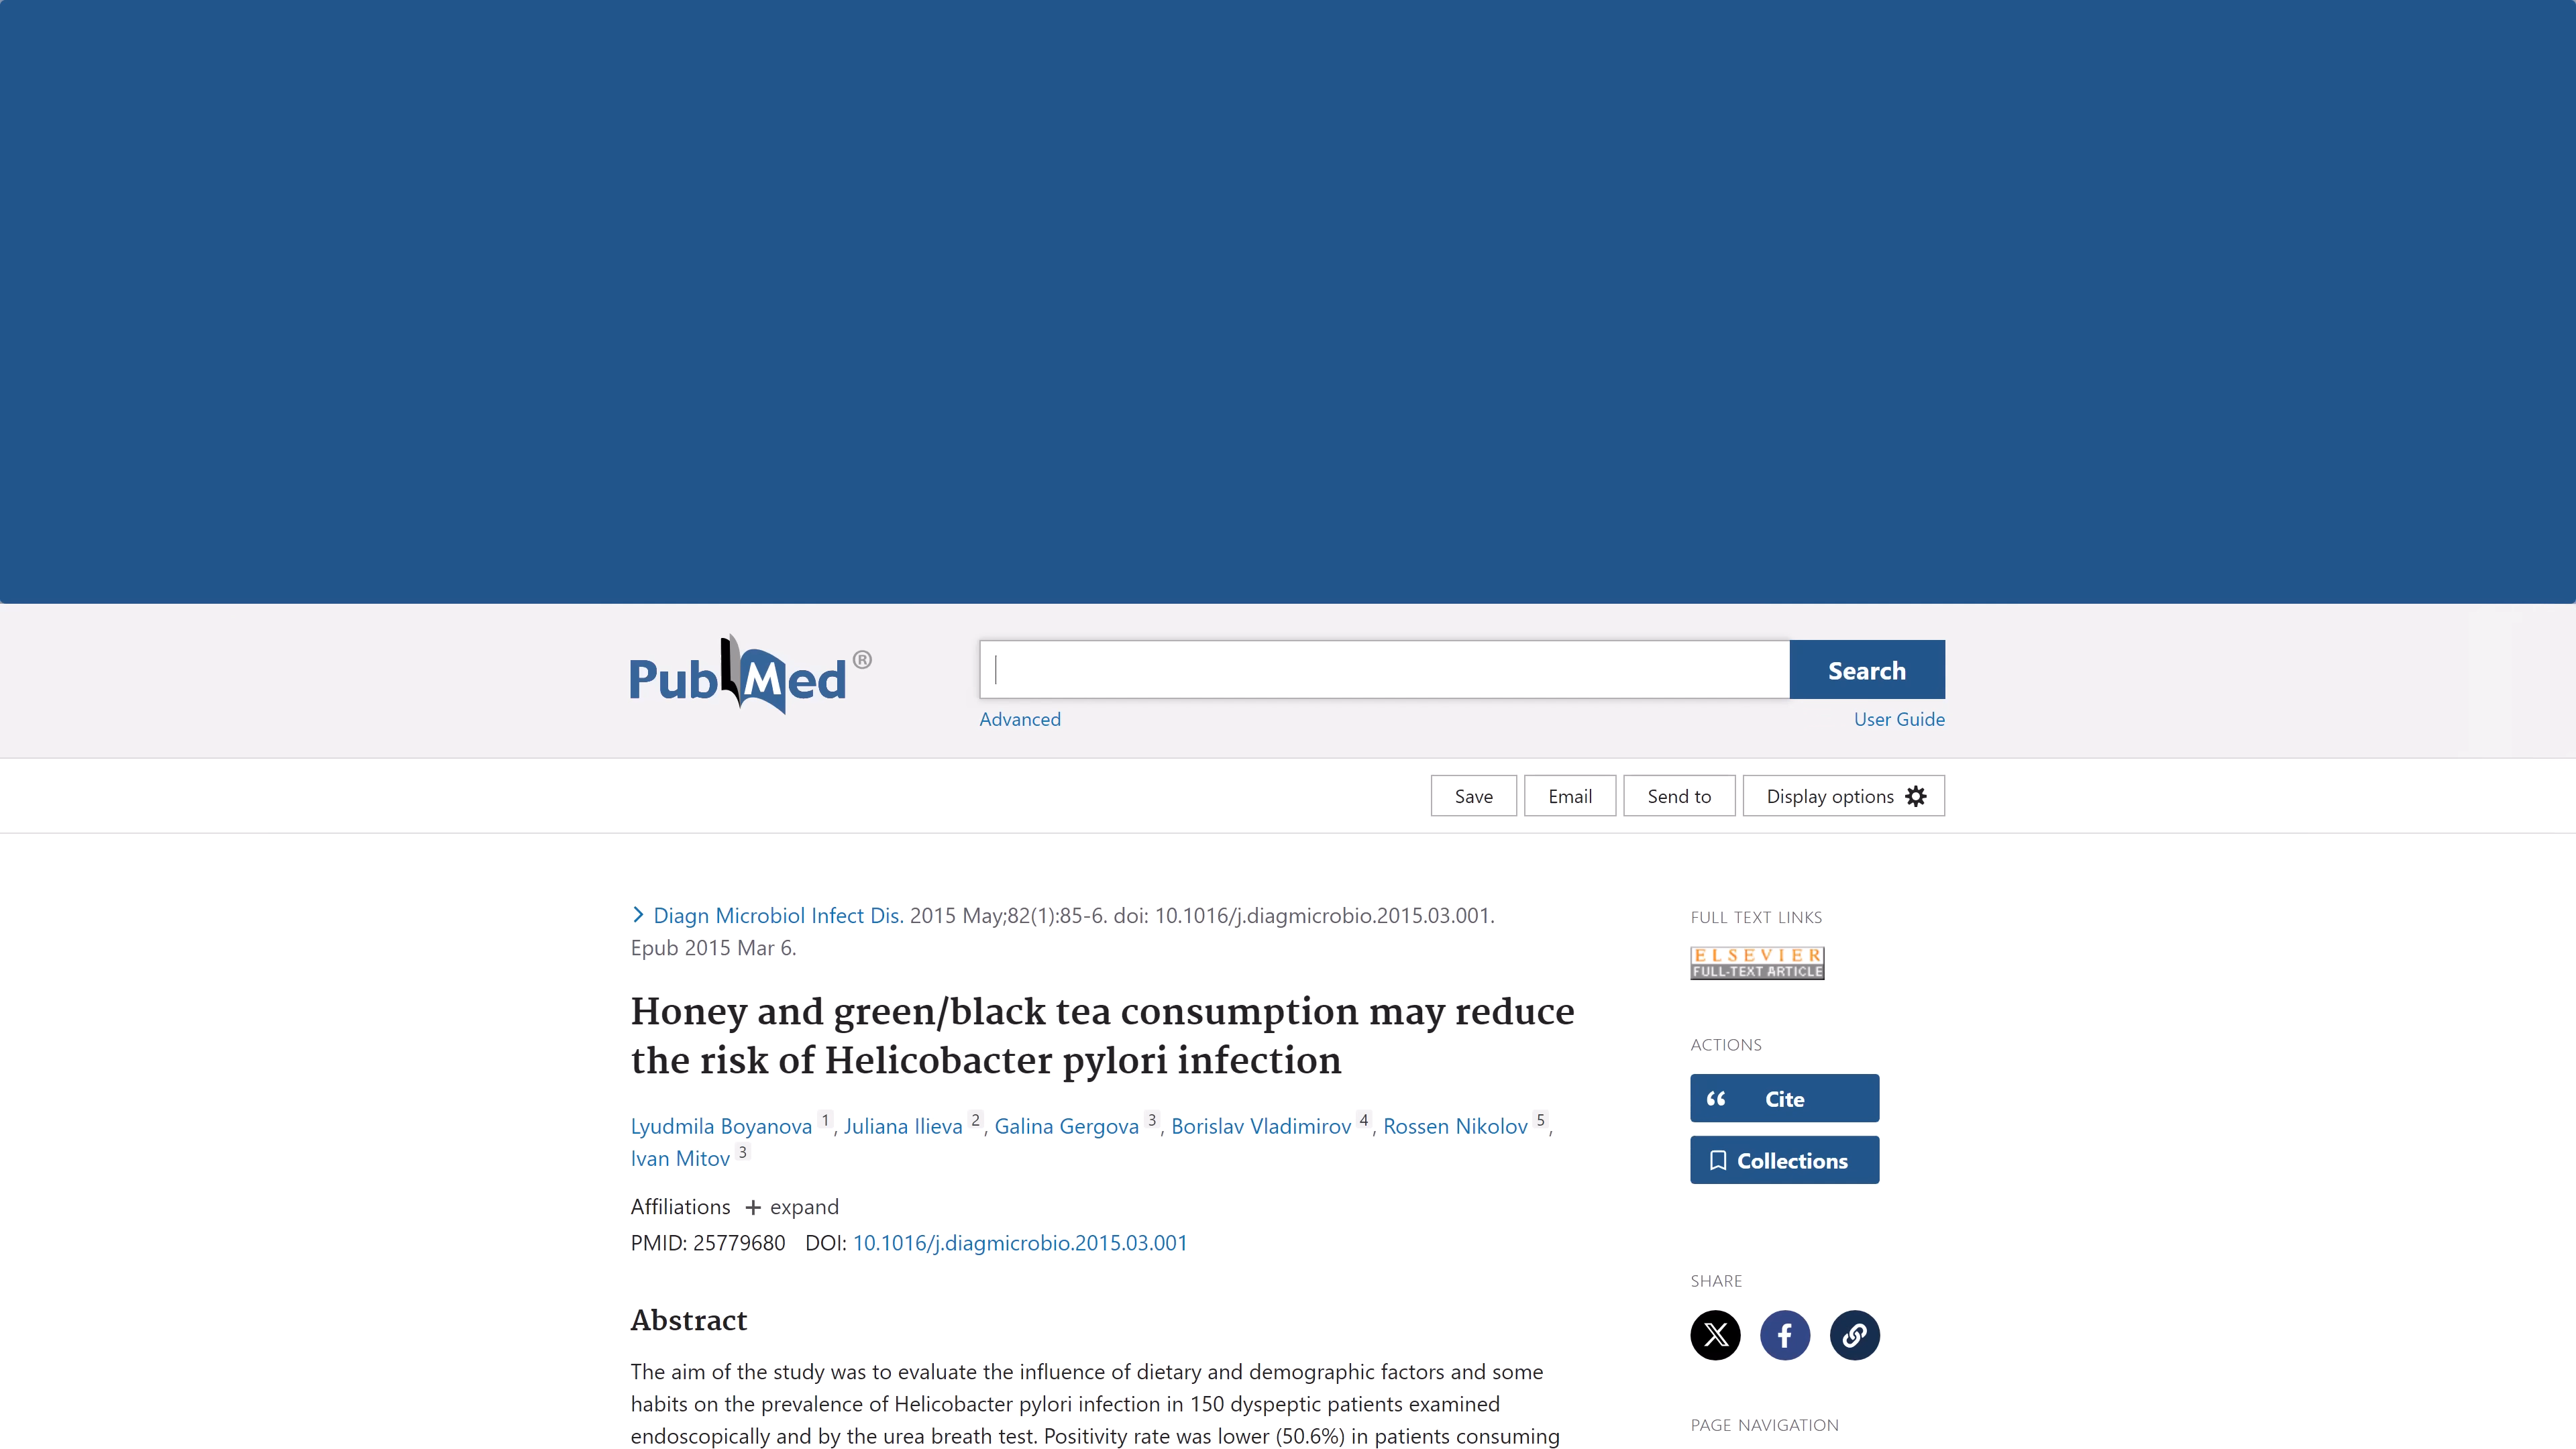 PubMed®
Search
Advanced
User Guide
Save
Email
Send to
Display options
Diagn Microbiol Infect Dis. 2015 May;82(1):85-6. doi: 10.1016/j.diagmicrobio.2015.03.001.
Epub 2015 Mar 6.
Honey and green/black tea consumption may reduce
the risk of Helicobacter pylori infection
Lyudmila Boyanova 1, Juliana Ilieva 2, Galina Gergova 3, Borislav Vladimirov 4, Rossen Nikolov 5,
Ivan Mitov 3
Affiliations + expand
PMID: 25779680 DOI: 10.1016/j.diagmicrobio.2015.03.001
Abstract
The aim of the study was to evaluate the influence of dietary and demographic factors and some
habits on the prevalence of Helicobacter pylori infection in 150 dyspeptic patients examined
endoscopically and by the urea breath test. Positivity rate was lower (50.6%) in patients consuming
FULL TEXT LINKS
ELSEVIER
FULL-TEXT ARTICLE
ACTIONS
Cite
Collections
SHARE
PAGE NAVIGATION